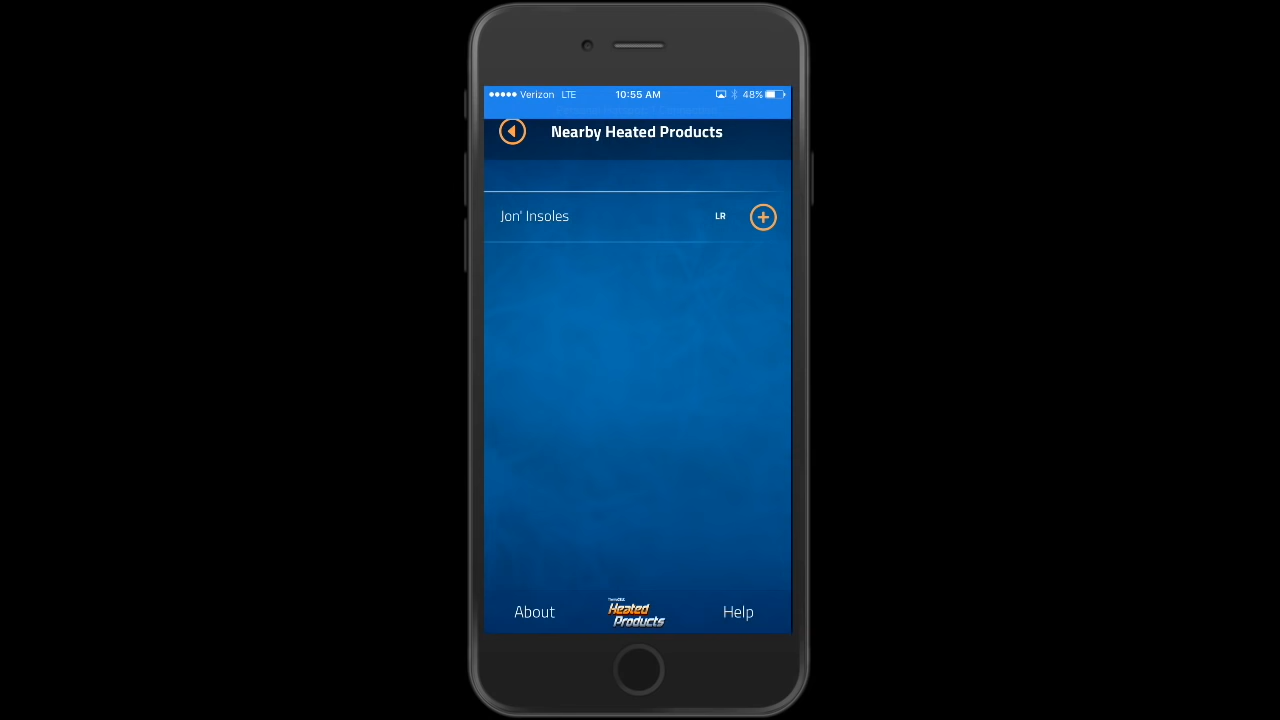 Verizon LTE 10:55 AM 48%
Nearby Heated Products
Jon' Insoles LR
About
Heated
Products
Help